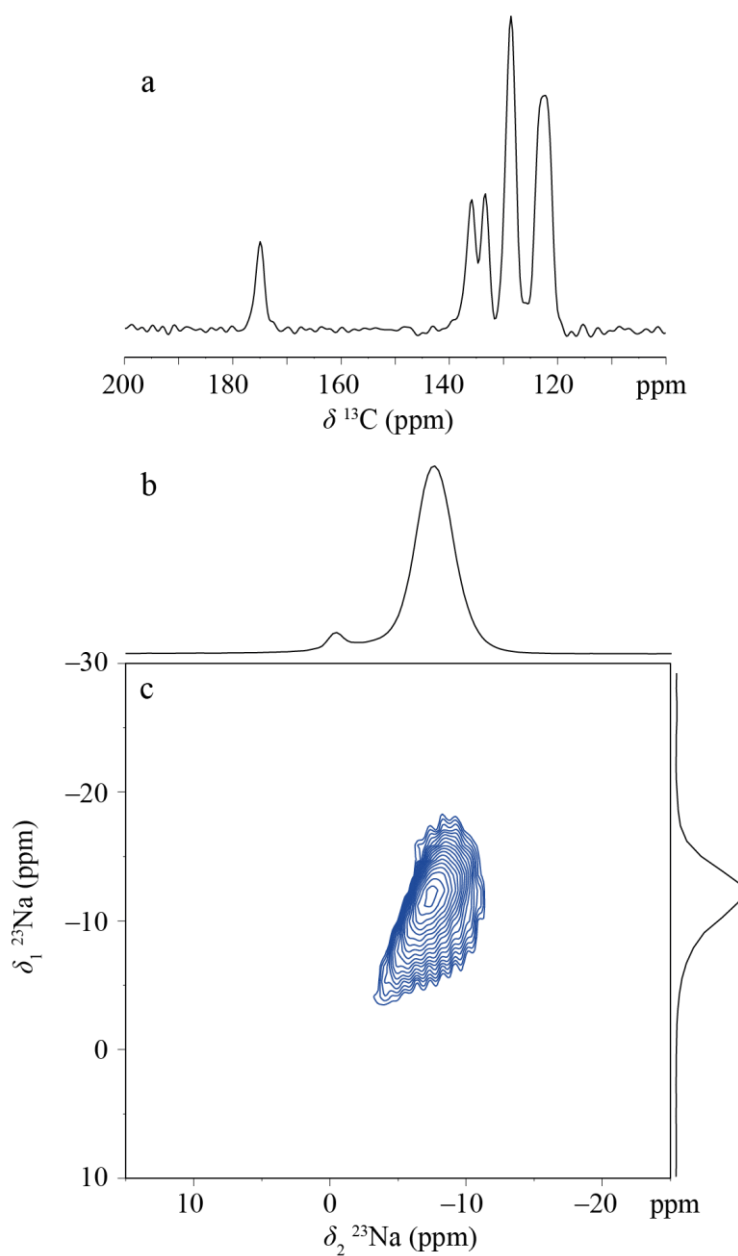 a
200 180 160 140 120 ppm
δ ¹³C (ppm)
b
c
–30
–20
–10
0
10
δ₁ ²³Na (ppm)
10 0 –10 –20 ppm
δ₂ ²³Na (ppm)